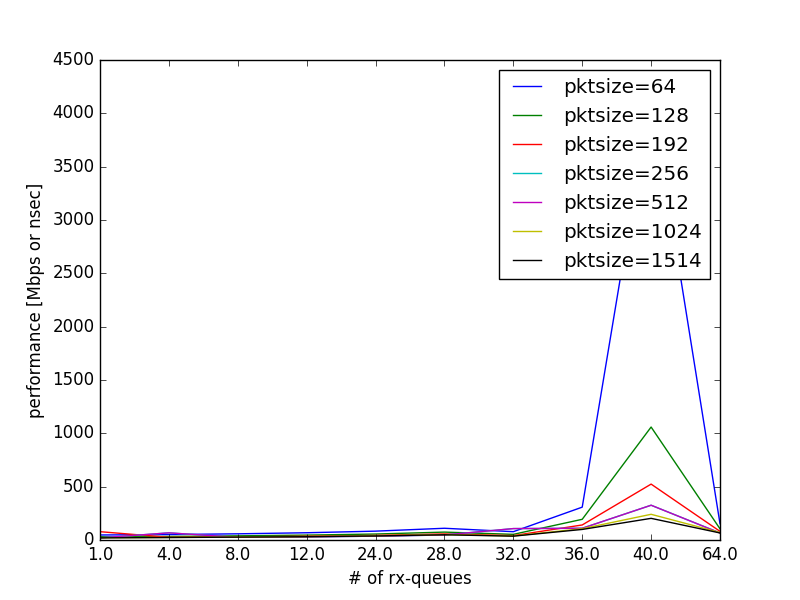 4500
4000
3500
3000
2500
2000
1500
1000
500
0
performance [Mbps or nsec]
pktsize=64
pktsize=128
pktsize=192
pktsize=256
pktsize=512
pktsize=1024
pktsize=1514
1.0 4.0 8.0 12.0 24.0 28.0 32.0 36.0 40.0 64.0
# of rx-queues